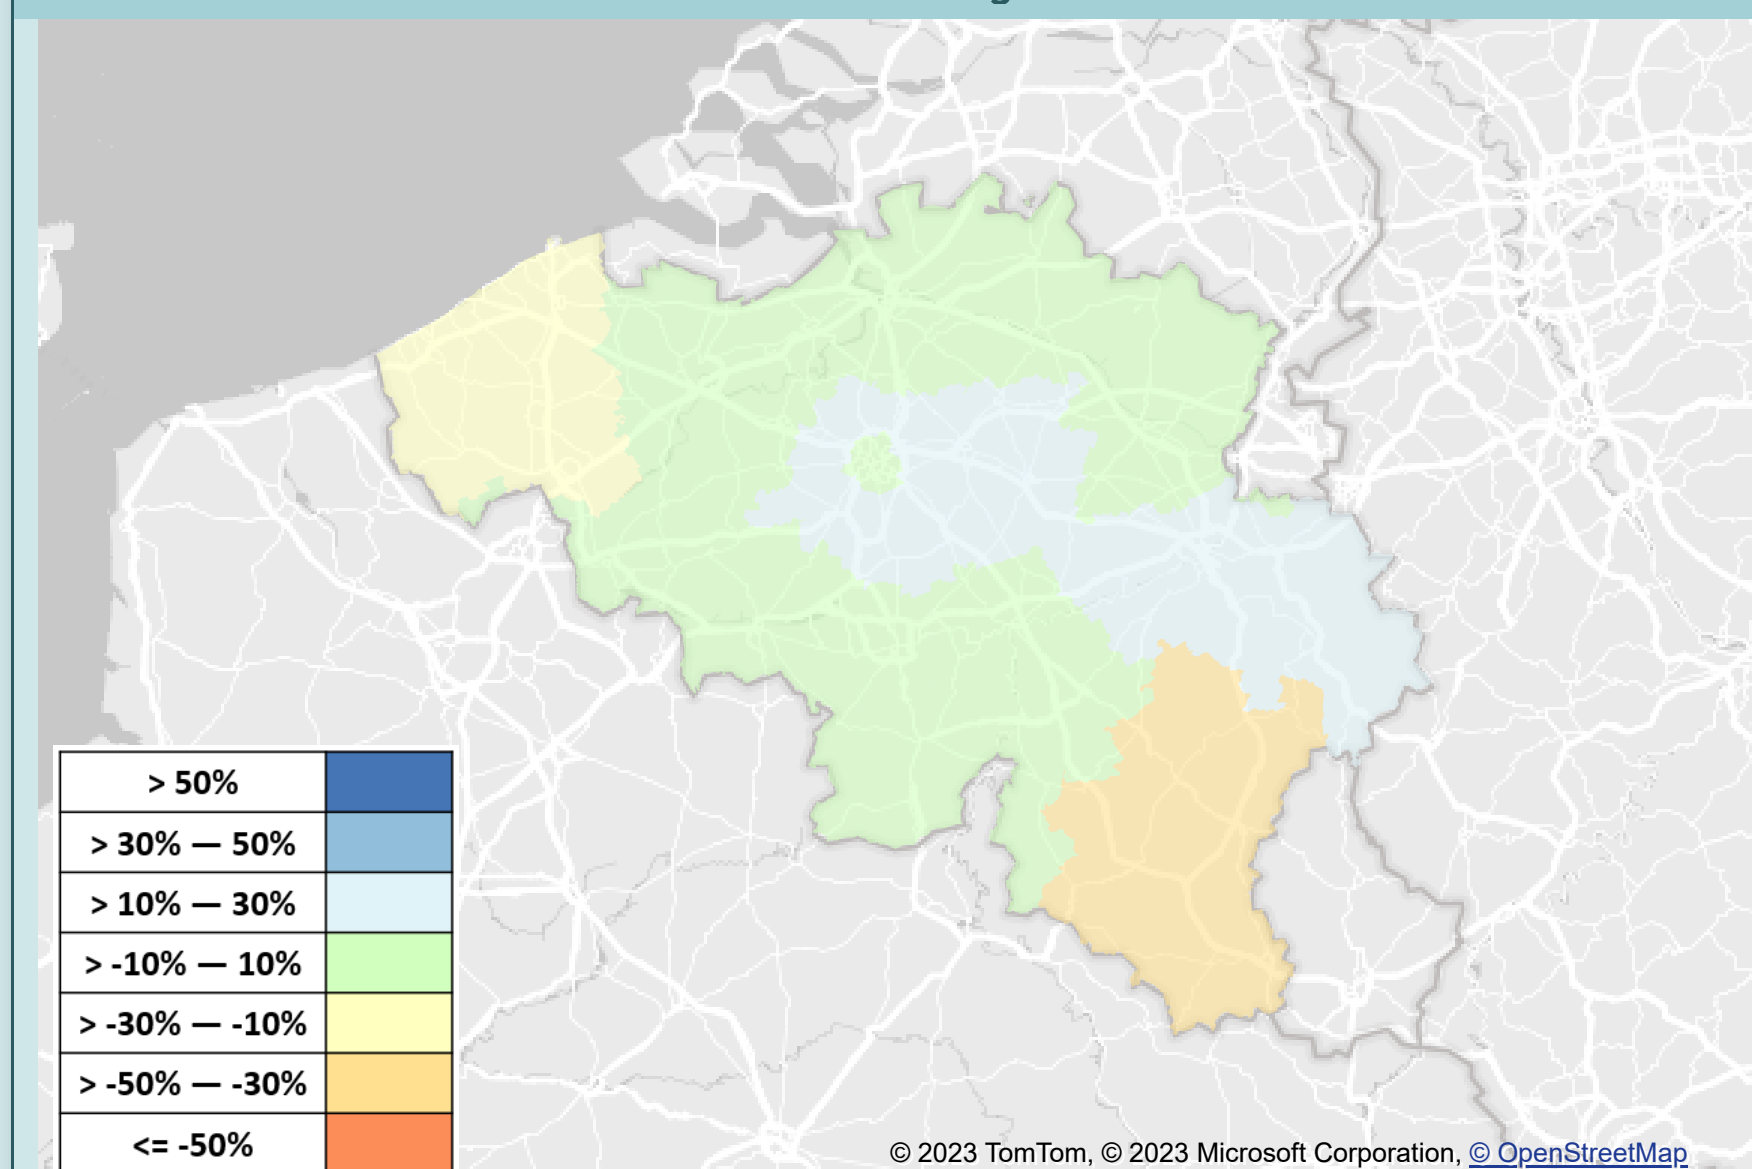 > 50%
> 30% — 50%
> 10% — 30%
> -10% — 10%
> -30% — -10%
> -50% — -30%
<= -50%
© 2023 TomTom, © 2023 Microsoft Corporation, © OpenStreetMap